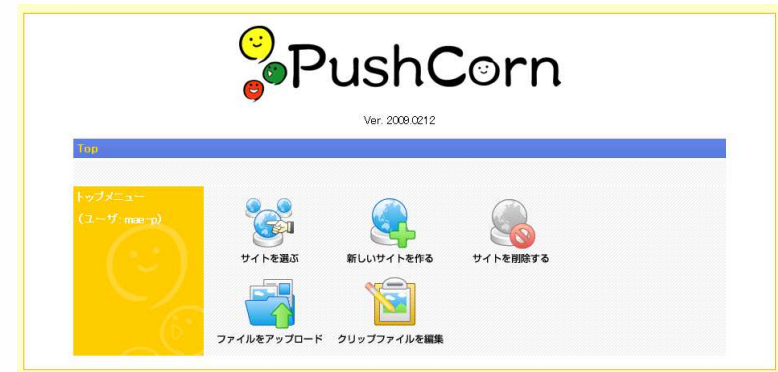 PushCorn
Ver. 2009.0212
Top
トップメニュー
(ユーザ: mae-p)
サイトを選ぶ
新しいサイトを作る
サイトを削除する
ファイルをアップロード
クリップファイルを編集